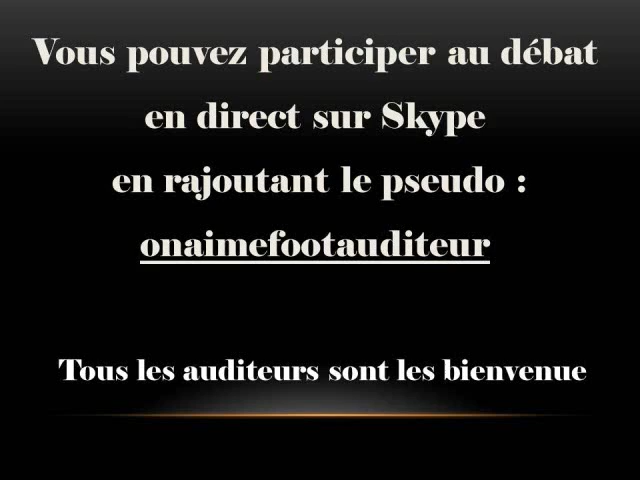 Vous pouvez participer au débat
en direct sur Skype
en rajoutant le pseudo :
onaimefootauditeur
Tous les auditeurs sont les bienvenue